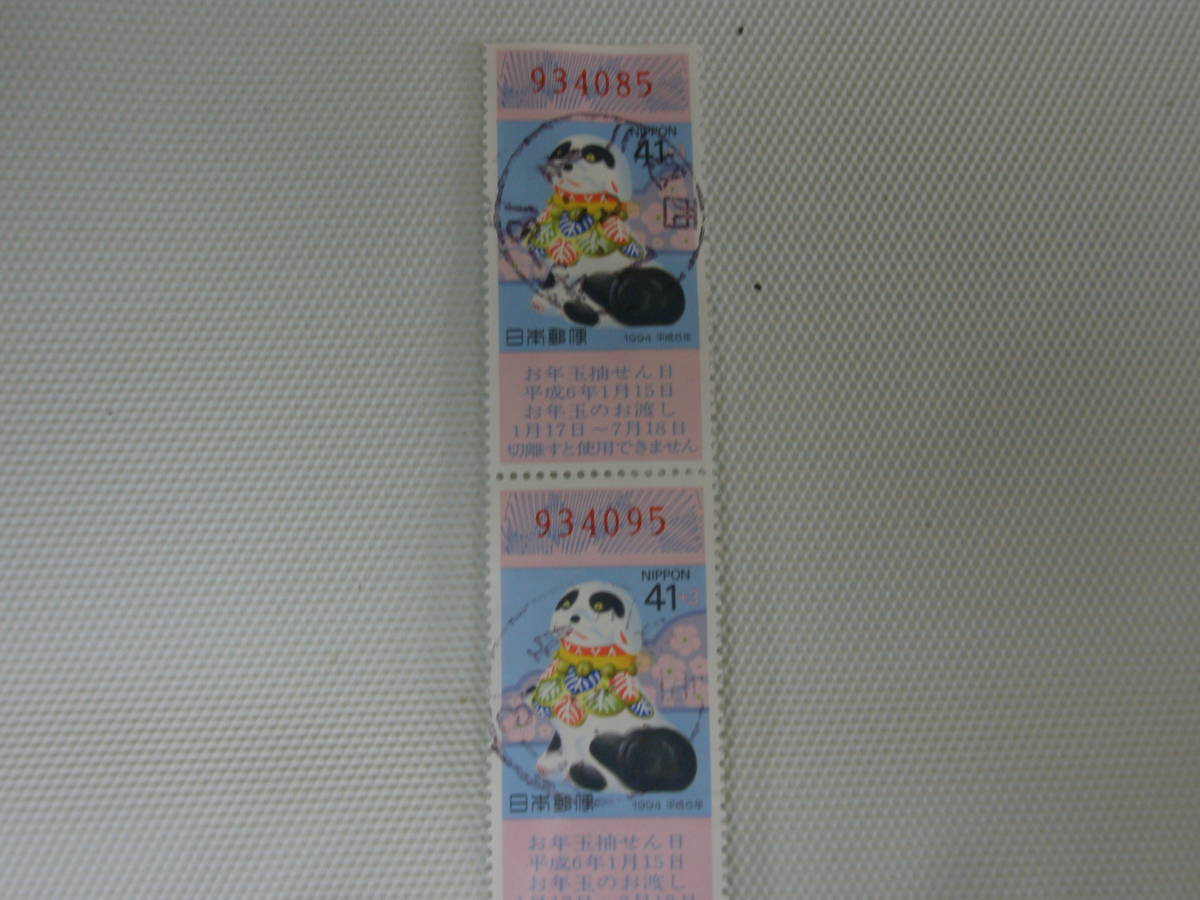 934085
NIPPON
41
日本郵便
1994 平成6年
お年玉抽せん日
平成6年1月15日
お年玉のお渡し
1月17日～7月18日
切離すと使用できません
934095
NIPPON
41+3
日本郵便
1994 平成6年
お年玉抽せん日
平成6年1月15日
お年玉のお渡し